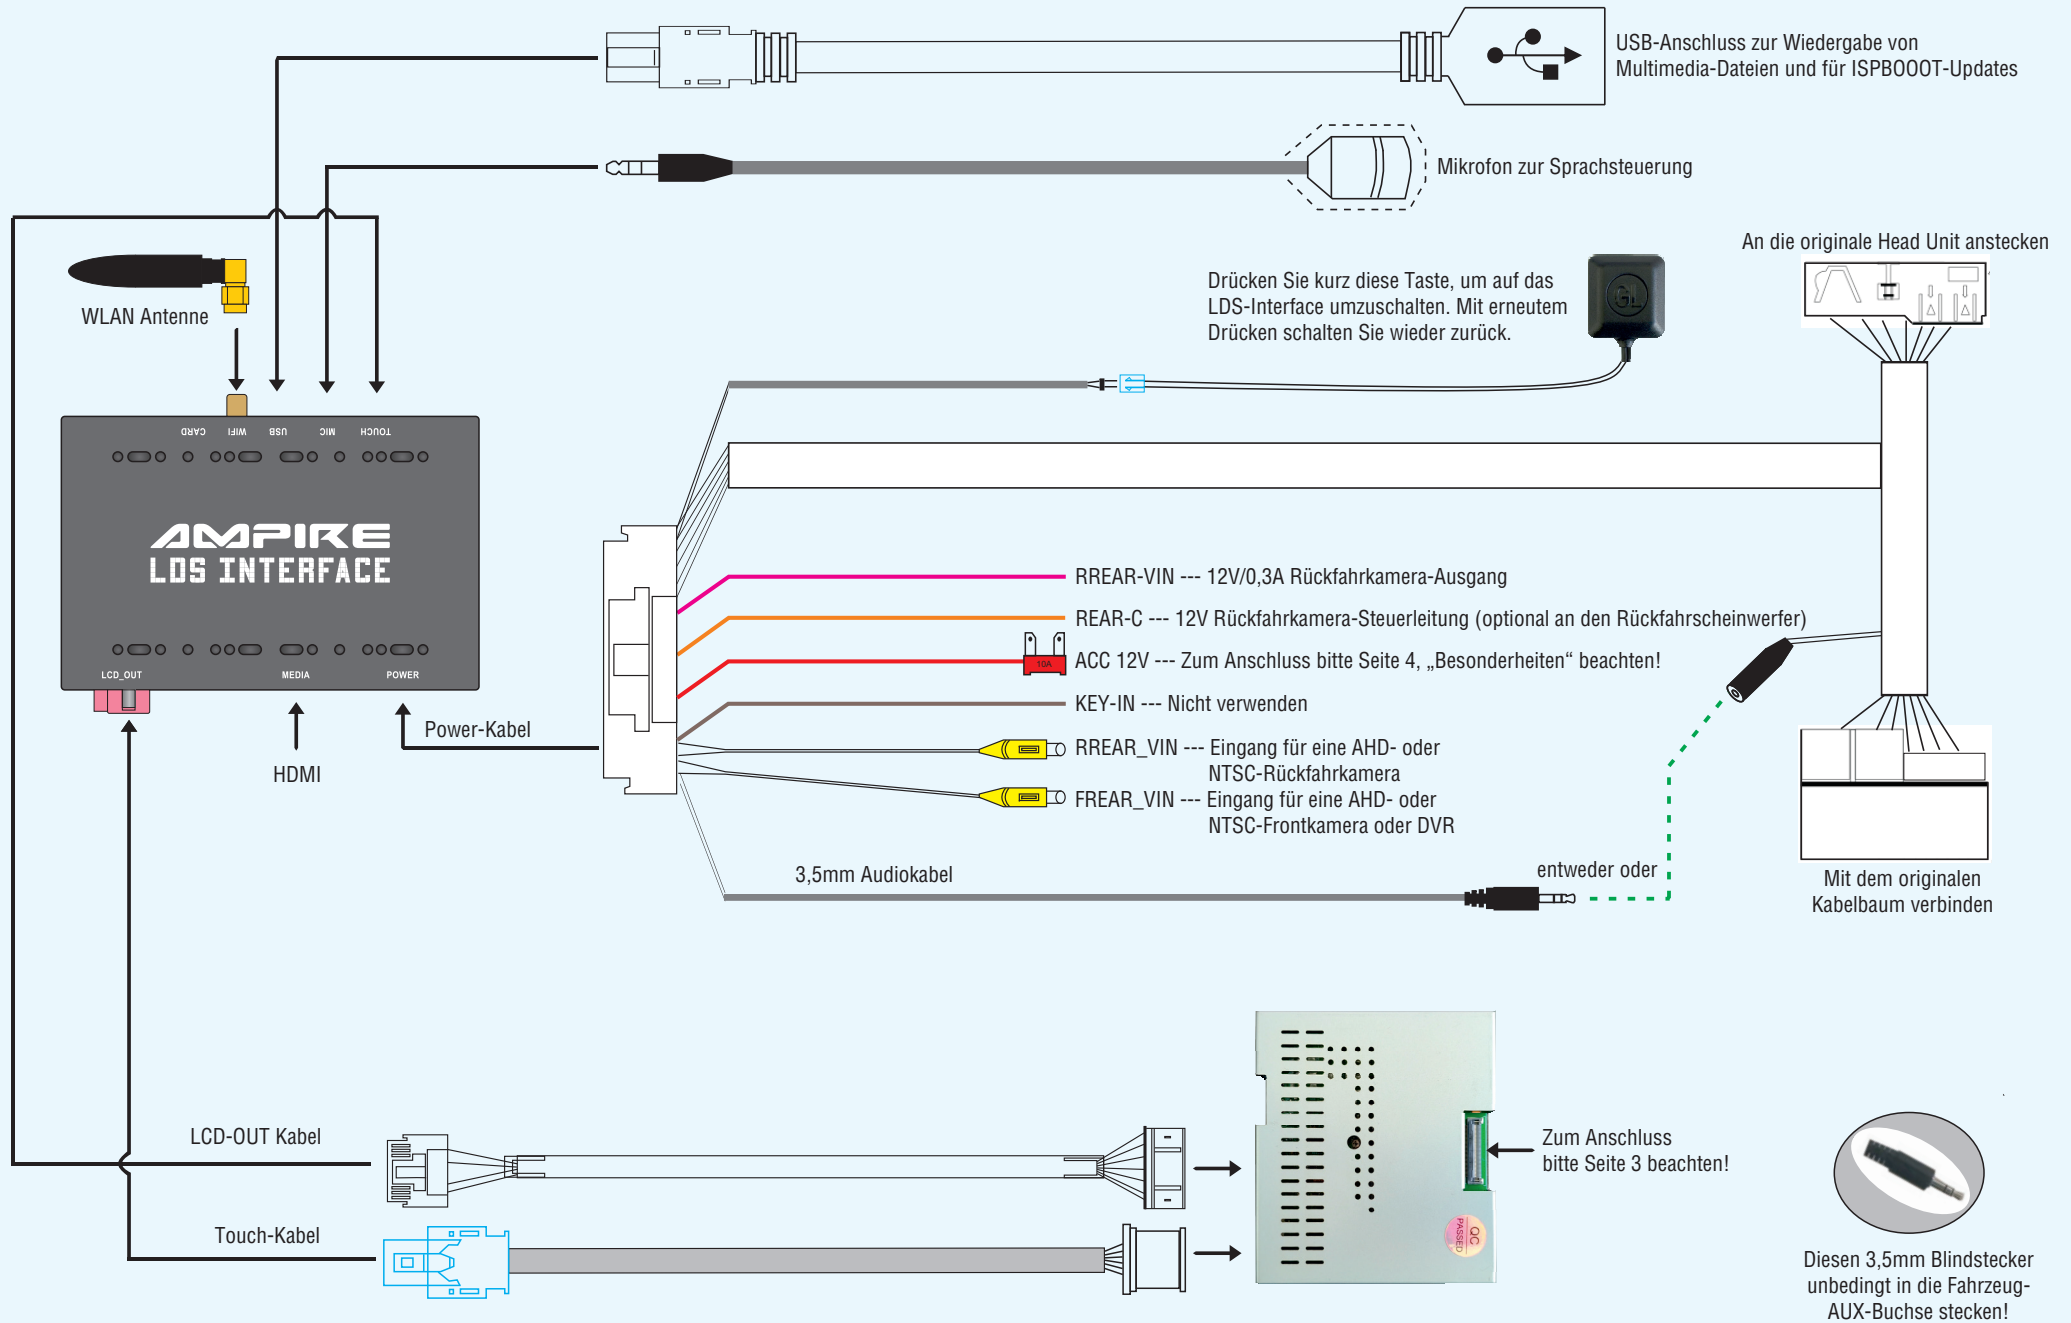 USB-Anschluss zur Wiedergabe von
Multimedia-Dateien und für ISPBOOOT-Updates
Mikrofon zur Sprachsteuerung
An die originale Head Unit anstecken
Drücken Sie kurz diese Taste, um auf das
LDS-Interface umzuschalten. Mit erneutem
Drücken schalten Sie wieder zurück.
GL
WLAN Antenne
CARD
WIFI
USB
MIC
TOUCH
AMPIRE
LDS INTERFACE
LCD_OUT
MEDIA
POWER
Power-Kabel
HDMI
RREAR-VIN --- 12V/0,3A Rückfahrkamera-Ausgang
REAR-C --- 12V Rückfahrkamera-Steuerleitung (optional an den Rückfahrscheinwerfer)
10A
ACC 12V --- Zum Anschluss bitte Seite 4, „Besonderheiten“ beachten!
KEY-IN --- Nicht verwenden
RREAR_VIN --- Eingang für eine AHD- oder
NTSC-Rückfahrkamera
FREAR_VIN --- Eingang für eine AHD- oder
NTSC-Frontkamera oder DVR
3,5mm Audiokabel
entweder oder
Mit dem originalen
Kabelbaum verbinden
LCD-OUT Kabel
Touch-Kabel
Zum Anschluss
bitte Seite 3 beachten!
QC
PASSED
Diesen 3,5mm Blindstecker
unbedingt in die Fahrzeug-
AUX-Buchse stecken!